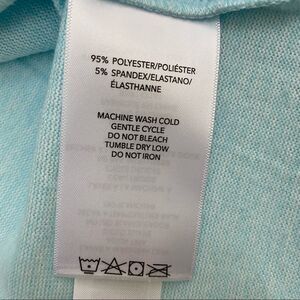 95% POLYESTER/POLIÉSTER
5% SPANDEX/ELASTANO/
ÉLASTHANNE
MACHINE WASH COLD
GENTLE CYCLE
DO NOT BLEACH
TUMBLE DRY LOW
DO NOT IRON